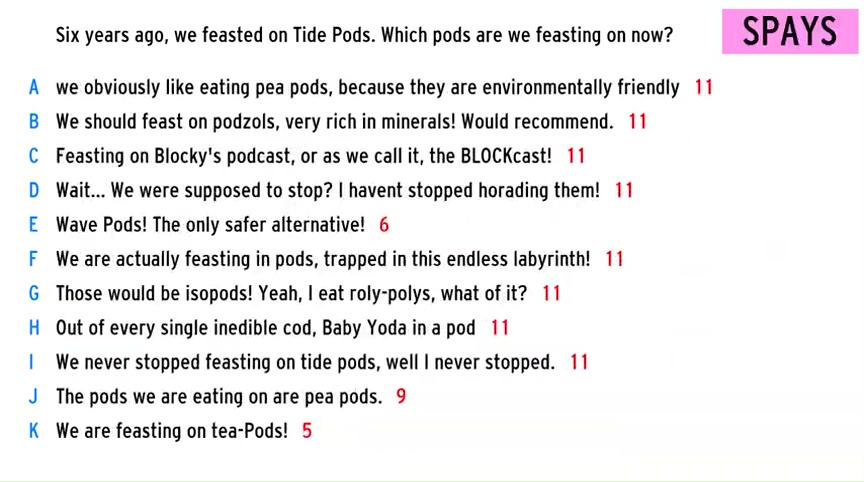 Six years ago, we feasted on Tide Pods. Which pods are we feasting on now?
SPAYS
A we obviously like eating pea pods, because they are environmentally friendly 11
B We should feast on podzols, very rich in minerals! Would recommend. 11
C Feasting on Blocky's podcast, or as we call it, the BLOCKcast! 11
D Wait... We were supposed to stop? I havent stopped horading them! 11
E Wave Pods! The only safer alternative! 6
F We are actually feasting in pods, trapped in this endless labyrinth! 11
G Those would be isopods! Yeah, I eat roly-polys, what of it? 11
H Out of every single inedible cod, Baby Yoda in a pod 11
I We never stopped feasting on tide pods, well I never stopped. 11
J The pods we are eating on are pea pods. 9
K We are feasting on tea-Pods! 5